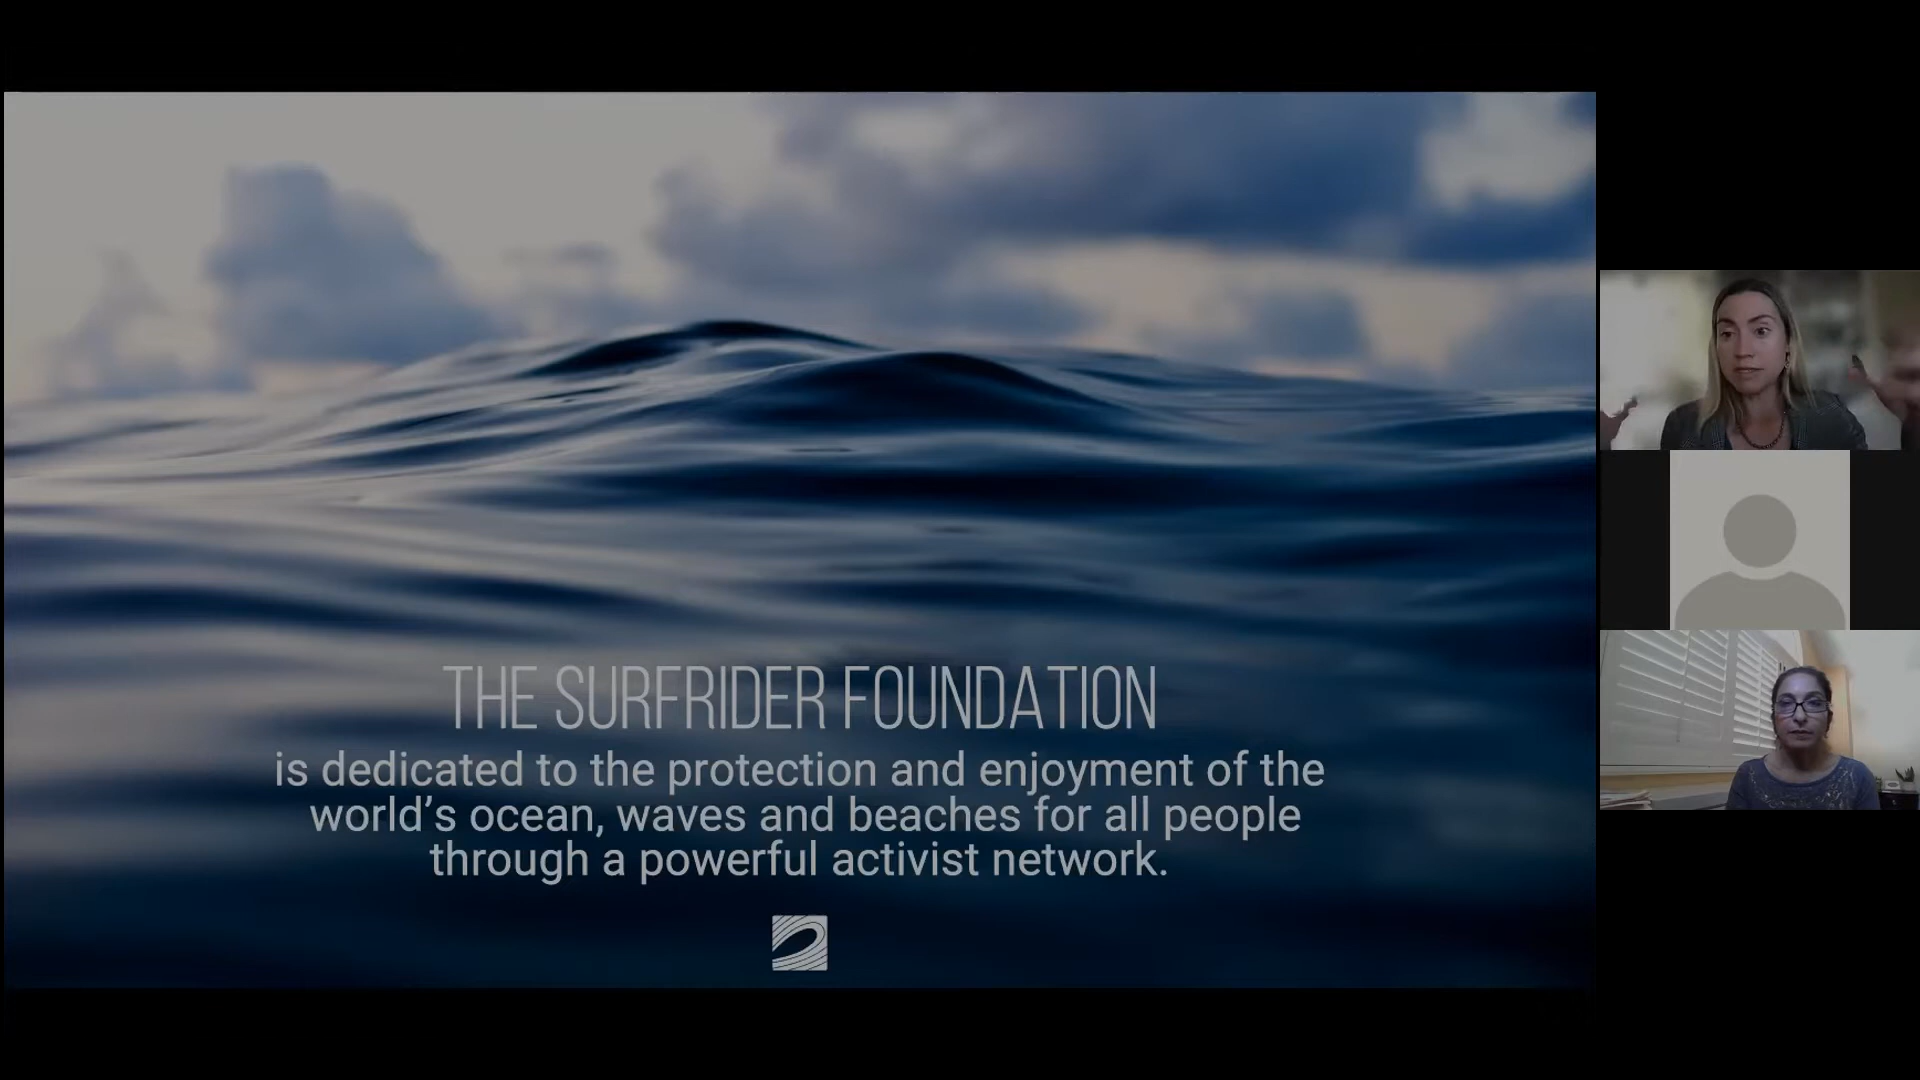 THE SURFRIDER FOUNDATION
is dedicated to the protection and enjoyment of the
world’s ocean, waves and beaches for all people
through a powerful activist network.